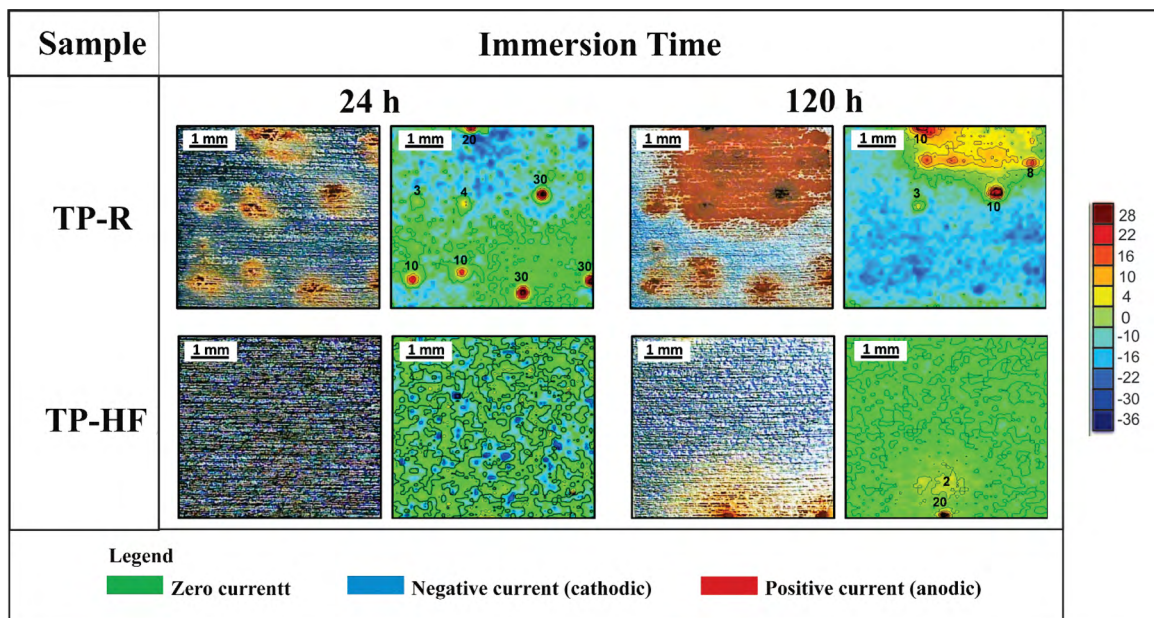 Sample
Immersion Time
24 h
120 h
TP-R
1 mm
1 mm
20
3
4
30
10
10
30
30
1 mm
1 mm
10
8
3
10
TP-HF
1 mm
1 mm
1 mm
1 mm
2
20
28
22
16
10
4
0
-10
-16
-22
-30
-36
Legend
Zero currentt
Negative current (cathodic)
Positive current (anodic)